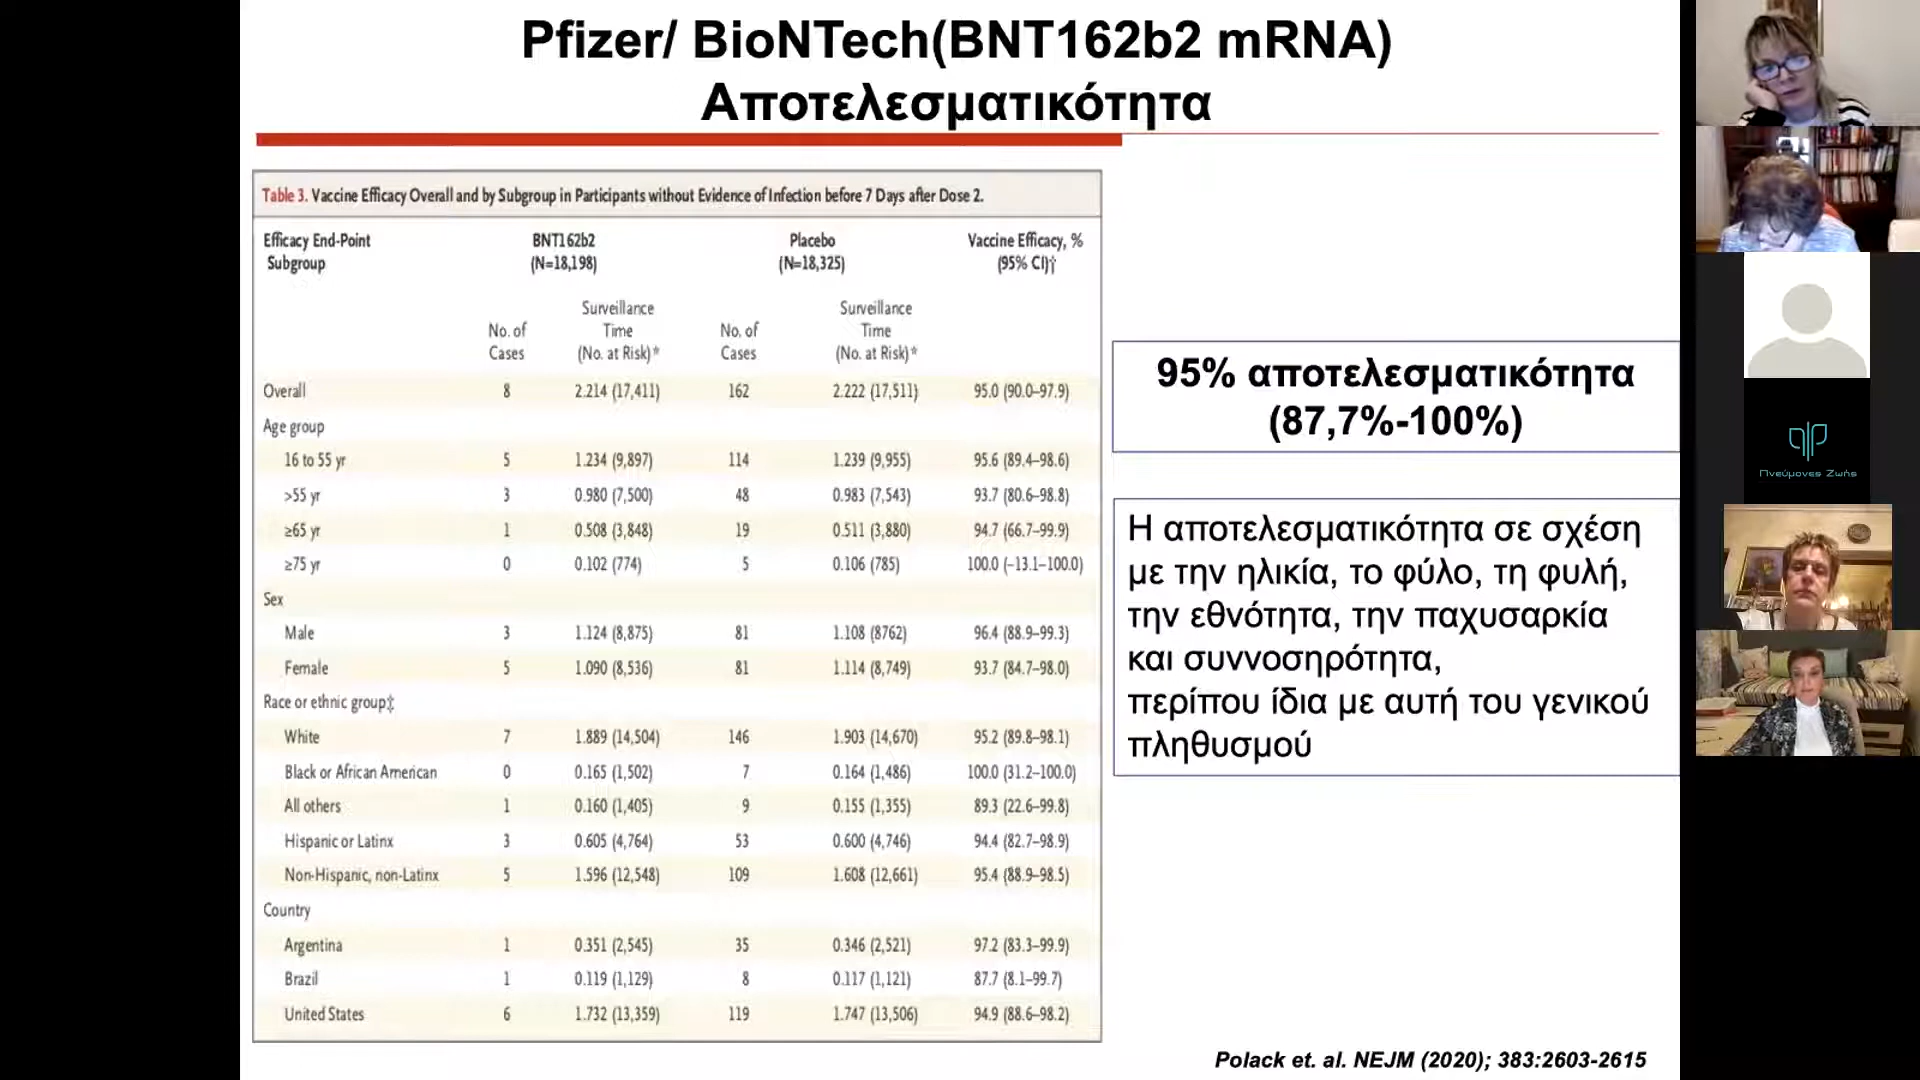 Pfizer/ BioNTech(BNT162b2 mRNA)
Αποτελεσματικότητα
Table 3. Vaccine Efficacy Overall and by Subgroup in Participants without Evidence of Infection before 7 Days after Dose 2.
Efficacy End-Point Subgroup BNT162b2 (N=18,198) Placebo (N=18,325) Vaccine Efficacy, % (95% CI)†
No. of Cases Surveillance Time (No. at Risk)* No. of Cases Surveillance Time (No. at Risk)*
Overall 8 2.214 (17,411) 162 2.222 (17,511) 95.0 (90.0–97.9)
Age group
16 to 55 yr 5 1.234 (9,897) 114 1.239 (9,955) 95.6 (89.4–98.6)
>55 yr 3 0.980 (7,500) 48 0.983 (7,543) 93.7 (80.6–98.8)
≥65 yr 1 0.508 (3,848) 19 0.511 (3,880) 94.7 (66.7–99.9)
≥75 yr 0 0.102 (774) 5 0.106 (785) 100.0 (−13.1–100.0)
Sex
Male 3 1.124 (8,875) 81 1.108 (8762) 96.4 (88.9–99.3)
Female 5 1.090 (8,536) 81 1.114 (8,749) 93.7 (84.7–98.0)
Race or ethnic group‡
White 7 1.889 (14,504) 146 1.903 (14,670) 95.2 (89.8–98.1)
Black or African American 0 0.165 (1,502) 7 0.164 (1,486) 100.0 (31.2–100.0)
All others 1 0.160 (1,405) 9 0.155 (1,355) 89.3 (22.6–99.8)
Hispanic or Latinx 3 0.605 (4,764) 53 0.600 (4,746) 94.4 (82.7–98.9)
Non-Hispanic, non-Latinx 5 1.596 (12,548) 109 1.608 (12,661) 95.4 (88.9–98.5)
Country
Argentina 1 0.351 (2,545) 35 0.346 (2,521) 97.2 (83.3–99.9)
Brazil 1 0.119 (1,129) 8 0.117 (1,121) 87.7 (8.1–99.7)
United States 6 1.732 (13,359) 119 1.747 (13,506) 94.9 (88.6–98.2)
95% αποτελεσματικότητα
(87,7%-100%)
Η αποτελεσματικότητα σε σχέση
με την ηλικία, το φύλο, τη φυλή,
την εθνότητα, την παχυσαρκία
και συννοσηρότητα,
περίπου ίδια με αυτή του γενικού
πληθυσμού
Polack et. al. NEJM (2020); 383:2603-2615
Πνεύμονες Ζωής